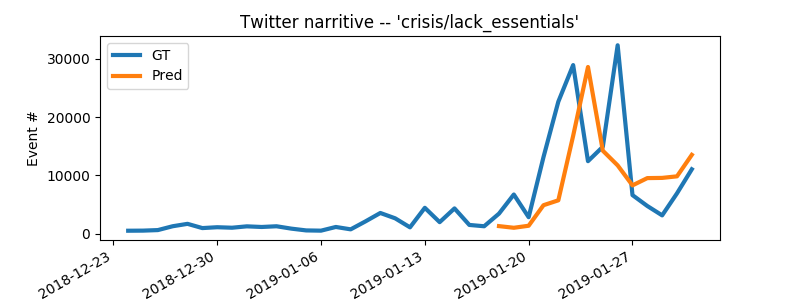 Twitter narritive -- 'crisis/lack_essentials'
GT
Pred
Event #
30000
20000
10000
0
2018-12-23
2018-12-30
2019-01-06
2019-01-13
2019-01-20
2019-01-27